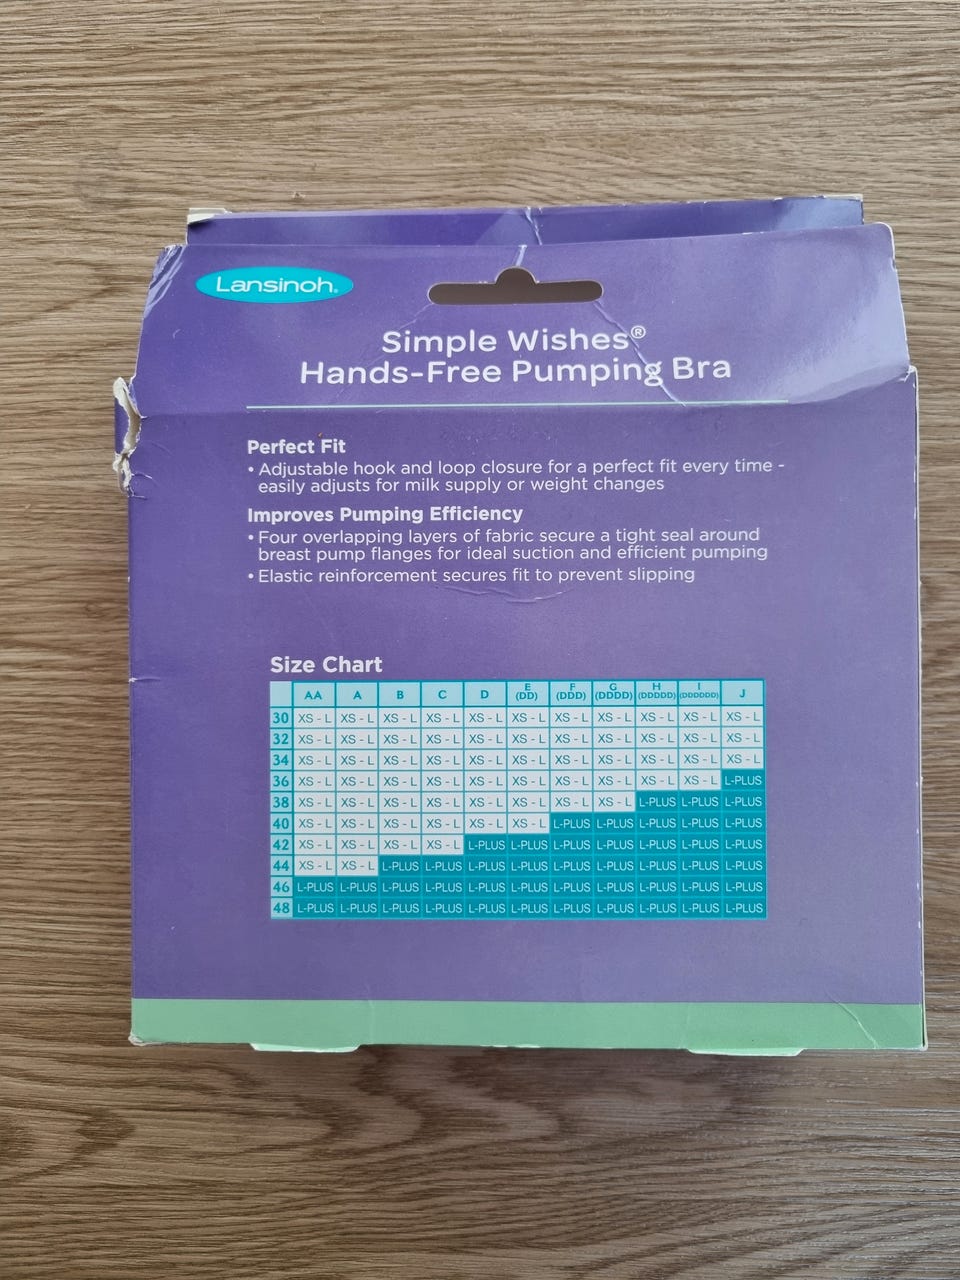 Lansinoh®
Simple Wishes®
Hands-Free Pumping Bra
Perfect Fit
• Adjustable hook and loop closure for a perfect fit every time -
easily adjusts for milk supply or weight changes
Improves Pumping Efficiency
• Four overlapping layers of fabric secure a tight seal around
breast pump flanges for ideal suction and efficient pumping
• Elastic reinforcement secures fit to prevent slipping
Size Chart
AA A B C D E (DD) F (DDD) G (DDDD) H (DDDDD) I (DDDDDD) J
30 XS - L XS - L XS - L XS - L XS - L XS - L XS - L XS - L XS - L XS - L XS - L
32 XS - L XS - L XS - L XS - L XS - L XS - L XS - L XS - L XS - L XS - L XS - L
34 XS - L XS - L XS - L XS - L XS - L XS - L XS - L XS - L XS - L XS - L XS - L
36 XS - L XS - L XS - L XS - L XS - L XS - L XS - L XS - L XS - L XS - L L-PLUS
38 XS - L XS - L XS - L XS - L XS - L XS - L XS - L XS - L L-PLUS L-PLUS L-PLUS
40 XS - L XS - L XS - L XS - L XS - L XS - L L-PLUS L-PLUS L-PLUS L-PLUS L-PLUS
42 XS - L XS - L XS - L XS - L L-PLUS L-PLUS L-PLUS L-PLUS L-PLUS L-PLUS L-PLUS
44 XS - L XS - L L-PLUS L-PLUS L-PLUS L-PLUS L-PLUS L-PLUS L-PLUS L-PLUS L-PLUS
46 L-PLUS L-PLUS L-PLUS L-PLUS L-PLUS L-PLUS L-PLUS L-PLUS L-PLUS L-PLUS L-PLUS
48 L-PLUS L-PLUS L-PLUS L-PLUS L-PLUS L-PLUS L-PLUS L-PLUS L-PLUS L-PLUS L-PLUS